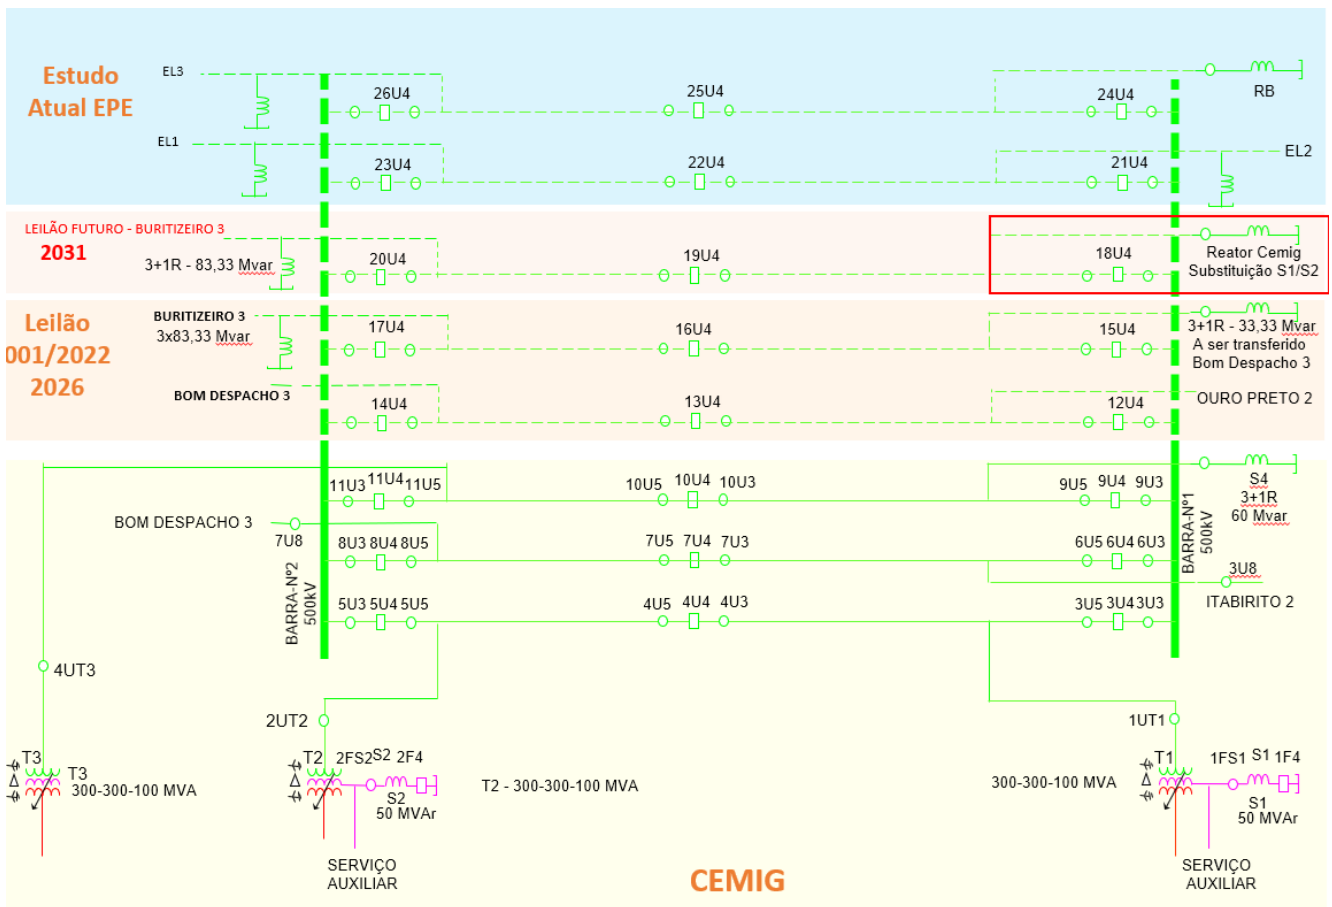 Estudo
Atual EPE
EL3
26U4
25U4
24U4
RB
EL1
23U4
22U4
21U4
EL2
LEILÃO FUTURO - BURITIZEIRO 3
2031
3+1R - 83,33 Mvar
20U4
19U4
18U4
Reator Cemig
Substituição S1/S2
Leilão
001/2022
2026
BURITIZEIRO 3
3x83,33 Mvar
17U4
16U4
15U4
3+1R - 33,33 Mvar
A ser transferido
Bom Despacho 3
BOM DESPACHO 3
14U4
13U4
12U4
OURO PRETO 2
11U3 11U4 11U5
10U5 10U4 10U3
9U5 9U4 9U3
S4
3+1R
60 Mvar
BOM DESPACHO 3
7U8
8U3 8U4 8U5
7U5 7U4 7U3
6U5 6U4 6U3
BARRA-Nº1
500kV
3U8
ITABIRITO 2
BARRA-Nº2
500kV
5U3 5U4 5U5
4U5 4U4 4U3
3U5 3U4 3U3
4UT3
2UT2
1UT1
T3
T3
300-300-100 MVA
T2 2FS2 S2 2F4
S2
50 MVAr
T2 - 300-300-100 MVA
300-300-100 MVA
T1 1FS1 S1 1F4
S1
50 MVAr
SERVIÇO
AUXILIAR
CEMIG
SERVIÇO
AUXILIAR